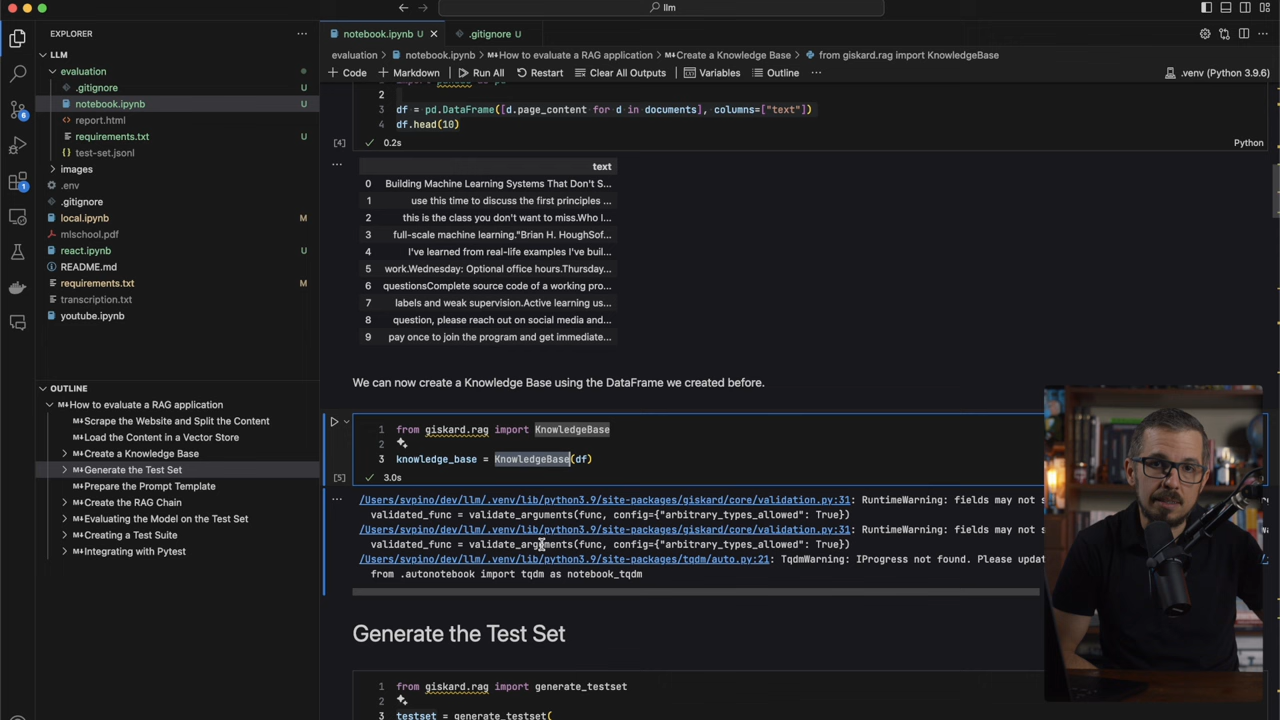 llm
EXPLORER
notebook.ipynb U
.gitignore U
LLM
evaluation
.gitignore U
notebook.ipynb U
report.html
requirements.txt U
test-set.jsonl
images
.env
.gitignore
local.ipynb M
mlschool.pdf
react.ipynb U
README.md
requirements.txt M
transcription.txt
youtube.ipynb
OUTLINE
How to evaluate a RAG application
Scrape the Website and Split the Content
Load the Content in a Vector Store
Create a Knowledge Base
Generate the Test Set
Prepare the Prompt Template
Create the RAG Chain
Evaluating the Model on the Test Set
Creating a Test Suite
Integrating with Pytest
6
1
evaluation > notebook.ipynb > How to evaluate a RAG application > Create a Knowledge Base > from giskard.rag import KnowledgeBase
+ Code + Markdown Run All Restart Clear All Outputs Variables Outline ... .venv (Python 3.9.6)
2
3 df = pd.DataFrame([d.page_content for d in documents], columns=["text"])
4 df.head(10)
[4] 0.2s Python
text
0 Building Machine Learning Systems That Don't S...
1 use this time to discuss the first principles ...
2 this is the class you don't want to miss.Who I...
3 full-scale machine learning."Brian H. HoughSof...
4 I've learned from real-life examples I've buil...
5 work.Wednesday: Optional office hours.Thursday...
6 questionsComplete source code of a working pro...
7 labels and weak supervision.Active learning us...
8 question, please reach out on social media and...
9 pay once to join the program and get immediate...
We can now create a Knowledge Base using the DataFrame we created before.
1 from giskard.rag import KnowledgeBase
2
3 knowledge_base = KnowledgeBase(df)
[5] 3.0s
/Users/svpino/dev/llm/.venv/lib/python3.9/site-packages/giskard/core/validation.py:31: RuntimeWarning: fields may not s
validated_func = validate_arguments(func, config={"arbitrary_types_allowed": True})
/Users/svpino/dev/llm/.venv/lib/python3.9/site-packages/giskard/core/validation.py:31: RuntimeWarning: fields may not s
validated_func = validate_arguments(func, config={"arbitrary_types_allowed": True})
/Users/svpino/dev/llm/.venv/lib/python3.9/site-packages/tqdm/auto.py:21: TqdmWarning: IProgress not found. Please updat
from .autonotebook import tqdm as notebook_tqdm
Generate the Test Set
1 from giskard.rag import generate_testset
2
3 testset = generate_testset(